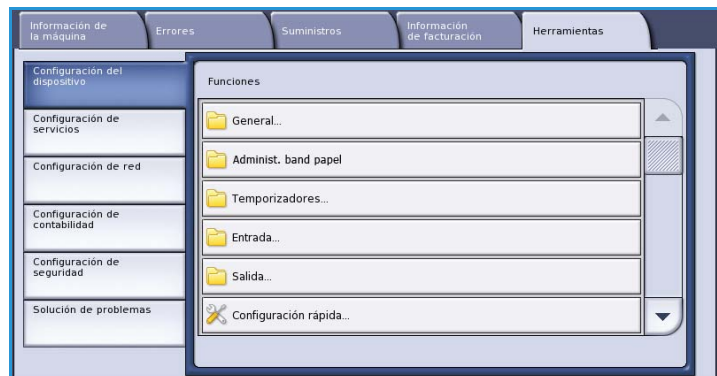 Información de
la máquina
Errores
Suministros
Información
de facturación
Herramientas
Configuración del
dispositivo
Configuración de
servicios
Configuración de red
Configuración de
contabilidad
Configuración de
seguridad
Solución de problemas
Funciones
General...
Administ. band papel
Temporizadores...
Entrada...
Salida...
Configuración rápida...